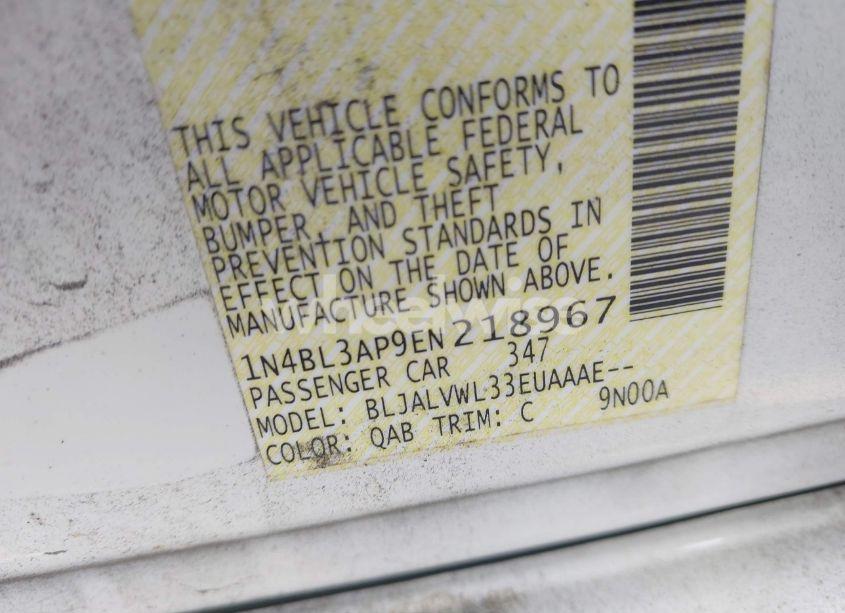 THIS VEHICLE CONFORMS TO
ALL APPLICABLE FEDERAL
MOTOR VEHICLE SAFETY,
BUMPER, AND THEFT
PREVENTION STANDARDS IN
EFFECT ON THE DATE OF
MANUFACTURE SHOWN ABOVE.
wheelwiss
1N4BL3AP9EN218967
PASSENGER CAR 347
MODEL: BLJALVWL33EUAAAE--
COLOR: QAB TRIM: C 9N00A